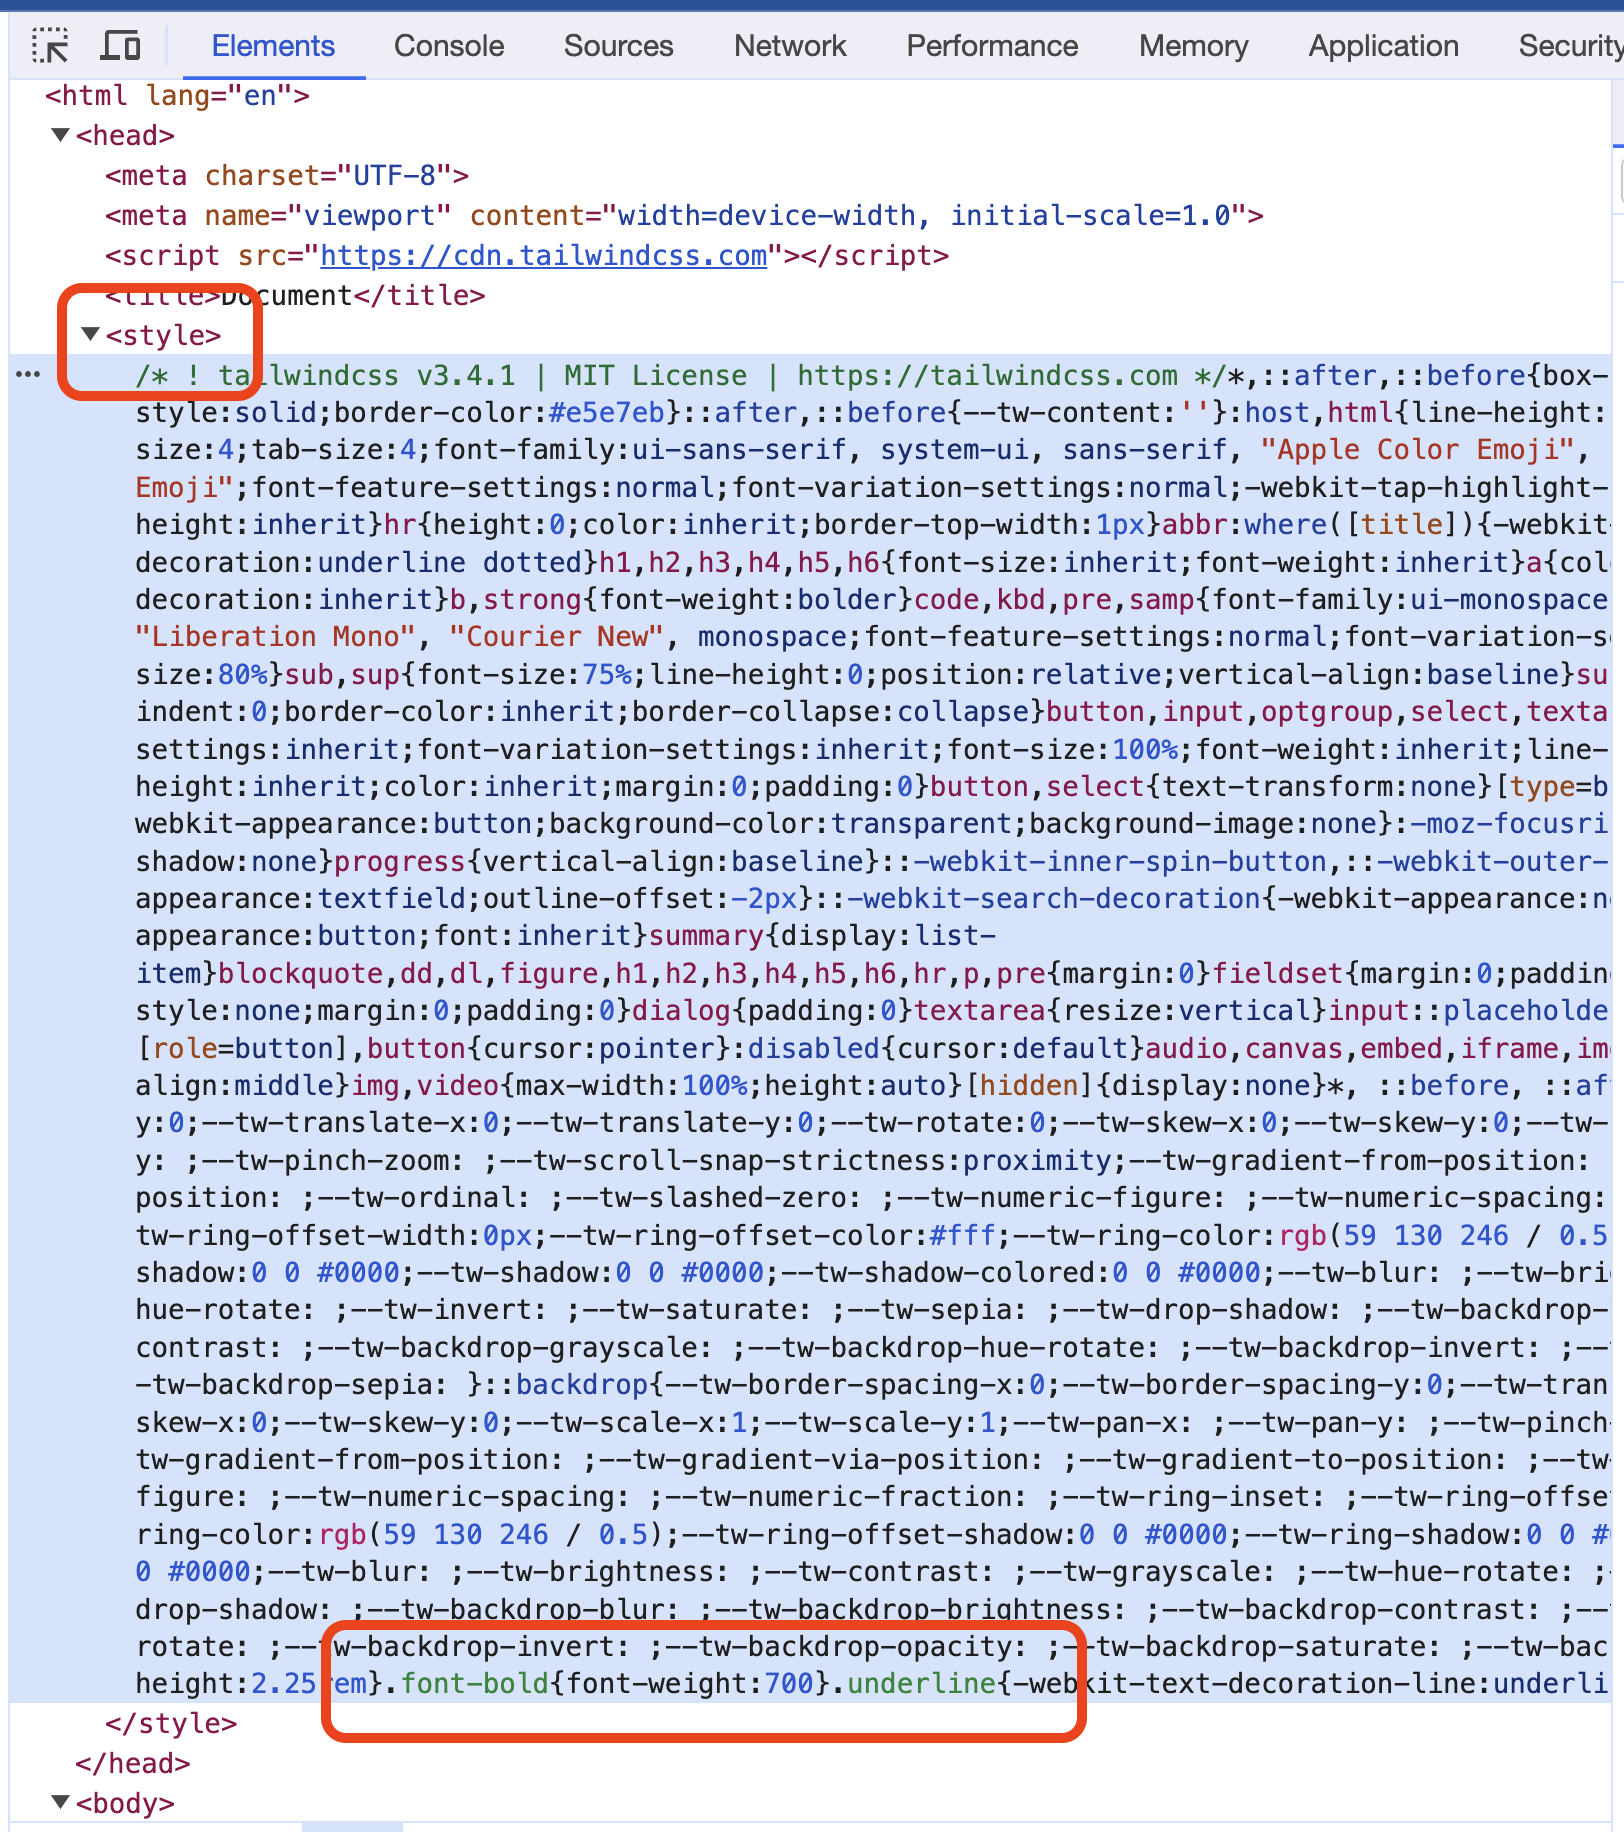 Elements Console Sources Network Performance Memory Application Security
<html lang="en">
<head>
<meta charset="UTF-8">
<meta name="viewport" content="width=device-width, initial-scale=1.0">
<script src="https://cdn.tailwindcss.com"></script>
<title>Document</title>
<style>
/* ! tailwindcss v3.4.1 | MIT License | https://tailwindcss.com */*,::after,::before{box-
style:solid;border-color:#e5e7eb}::after,::before{--tw-content:''}:host,html{line-height:
size:4;tab-size:4;font-family:ui-sans-serif, system-ui, sans-serif, "Apple Color Emoji",
Emoji";font-feature-settings:normal;font-variation-settings:normal;-webkit-tap-highlight-
height:inherit}hr{height:0;color:inherit;border-top-width:1px}abbr:where([title]){-webkit-
decoration:underline dotted}h1,h2,h3,h4,h5,h6{font-size:inherit;font-weight:inherit}a{col
decoration:inherit}b,strong{font-weight:bolder}code,kbd,pre,samp{font-family:ui-monospace
"Liberation Mono", "Courier New", monospace;font-feature-settings:normal;font-variation-s
size:80%}sub,sup{font-size:75%;line-height:0;position:relative;vertical-align:baseline}su
indent:0;border-color:inherit;border-collapse:collapse}button,input,optgroup,select,texta
settings:inherit;font-variation-settings:inherit;font-size:100%;font-weight:inherit;line-
height:inherit;color:inherit;margin:0;padding:0}button,select{text-transform:none}[type=b
webkit-appearance:button;background-color:transparent;background-image:none}:-moz-focusri
shadow:none}progress{vertical-align:baseline}::-webkit-inner-spin-button,::-webkit-outer-
appearance:textfield;outline-offset:-2px}::-webkit-search-decoration{-webkit-appearance:n
appearance:button;font:inherit}summary{display:list-
item}blockquote,dd,dl,figure,h1,h2,h3,h4,h5,h6,hr,p,pre{margin:0}fieldset{margin:0;paddin
style:none;margin:0;padding:0}dialog{padding:0}textarea{resize:vertical}input::placeholde
[role=button],button{cursor:pointer}:disabled{cursor:default}audio,canvas,embed,iframe,im
align:middle}img,video{max-width:100%;height:auto}[hidden]{display:none}*, ::before, ::af
y:0;--tw-translate-x:0;--tw-translate-y:0;--tw-rotate:0;--tw-skew-x:0;--tw-skew-y:0;--tw-
y: ;--tw-pinch-zoom: ;--tw-scroll-snap-strictness:proximity;--tw-gradient-from-position:
position: ;--tw-ordinal: ;--tw-slashed-zero: ;--tw-numeric-figure: ;--tw-numeric-spacing:
tw-ring-offset-width:0px;--tw-ring-offset-color:#fff;--tw-ring-color:rgb(59 130 246 / 0.5
shadow:0 0 #0000;--tw-shadow:0 0 #0000;--tw-shadow-colored:0 0 #0000;--tw-blur: ;--tw-bri
hue-rotate: ;--tw-invert: ;--tw-saturate: ;--tw-sepia: ;--tw-drop-shadow: ;--tw-backdrop-
contrast: ;--tw-backdrop-grayscale: ;--tw-backdrop-hue-rotate: ;--tw-backdrop-invert: ;--
-tw-backdrop-sepia: }::backdrop{--tw-border-spacing-x:0;--tw-border-spacing-y:0;--tw-tran
skew-x:0;--tw-skew-y:0;--tw-scale-x:1;--tw-scale-y:1;--tw-pan-x: ;--tw-pan-y: ;--tw-pinch-
tw-gradient-from-position: ;--tw-gradient-via-position: ;--tw-gradient-to-position: ;--tw-
figure: ;--tw-numeric-spacing: ;--tw-numeric-fraction: ;--tw-ring-inset: ;--tw-ring-offse
ring-color:rgb(59 130 246 / 0.5);--tw-ring-offset-shadow:0 0 #0000;--tw-ring-shadow:0 0 #
0 #0000;--tw-blur: ;--tw-brightness: ;--tw-contrast: ;--tw-grayscale: ;--tw-hue-rotate: ;-
drop-shadow: ;--tw-backdrop-blur: ;--tw-backdrop-brightness: ;--tw-backdrop-contrast: ;--
rotate: ;--tw-backdrop-invert: ;--tw-backdrop-opacity: ;--tw-backdrop-saturate: ;--tw-bac
height:2.25rem}.font-bold{font-weight:700}.underline{-webkit-text-decoration-line:underli
</style>
</head>
<body>